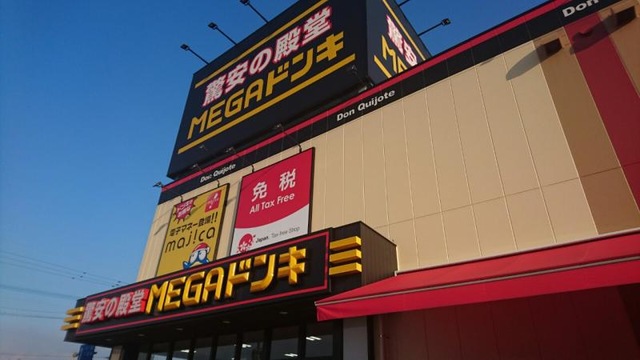 驚安の殿堂
MEGAドンキ
Don Quijote
Don Quijote
Don
電子マネー登場!!
majica
免税
All Tax Free
Japan. Tax-free Shop
驚安の殿堂 MEGAドンキ